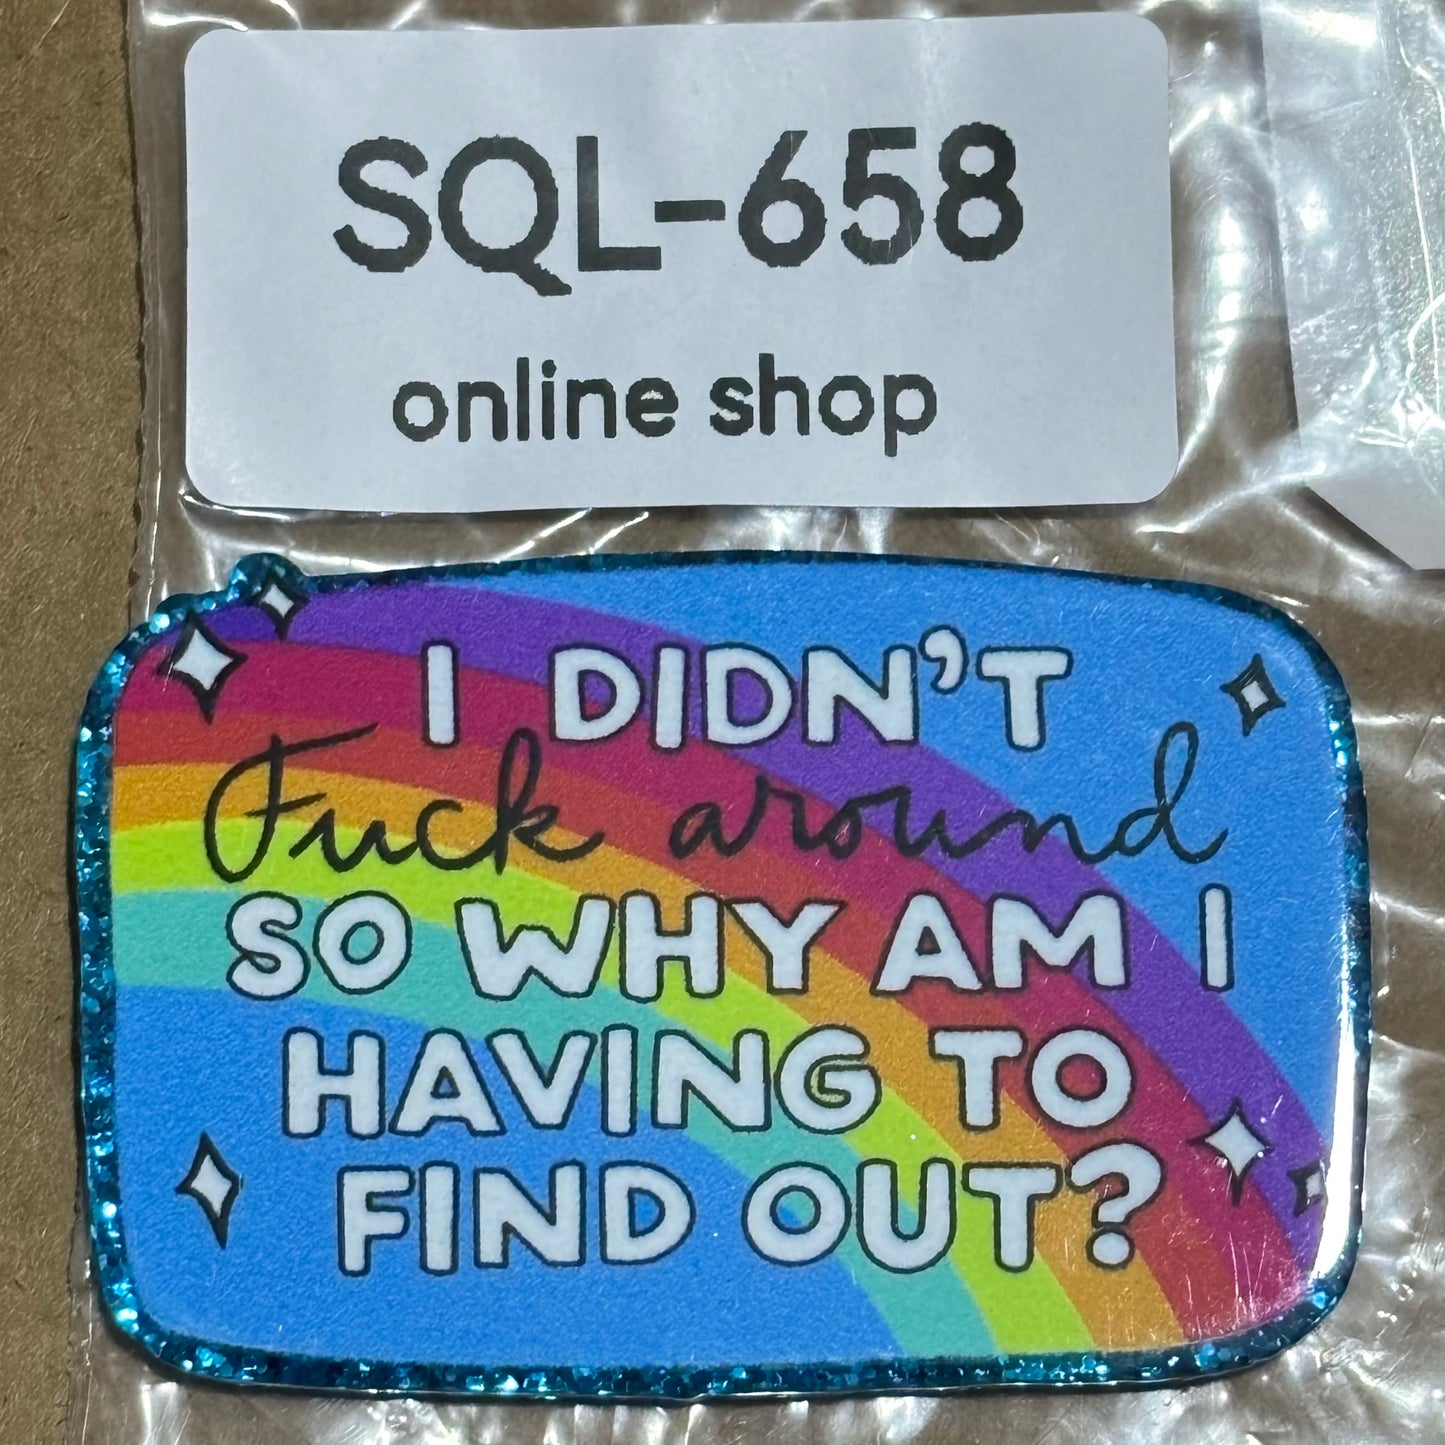 SQL-658
online shop
I DIDN'T
Fuck around
SO WHY AM I
HAVING TO
FIND OUT?